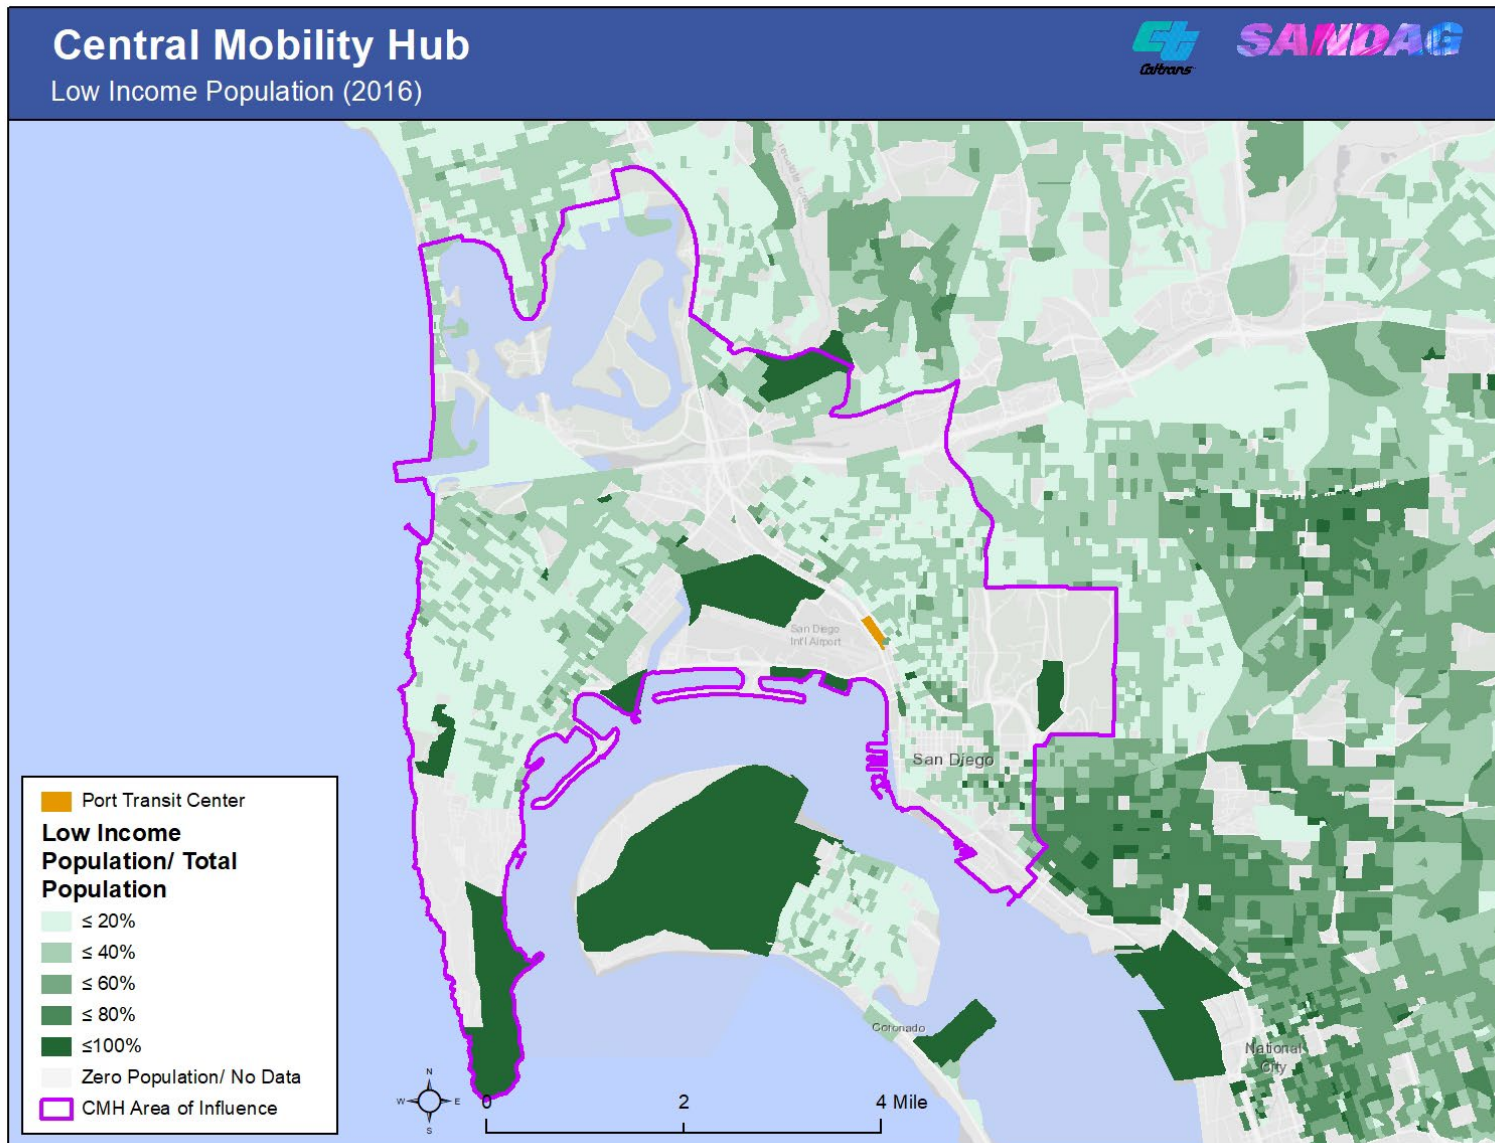 Central Mobility Hub
Low Income Population (2016)
Caltrans
SANDAG
San Diego
Int'l Airport
San Diego
Coronado
National
City
Port Transit Center
Low Income
Population/ Total
Population
≤ 20%
≤ 40%
≤ 60%
≤ 80%
≤100%
Zero Population/ No Data
CMH Area of Influence
N
W
E
S
0 2 4 Mile